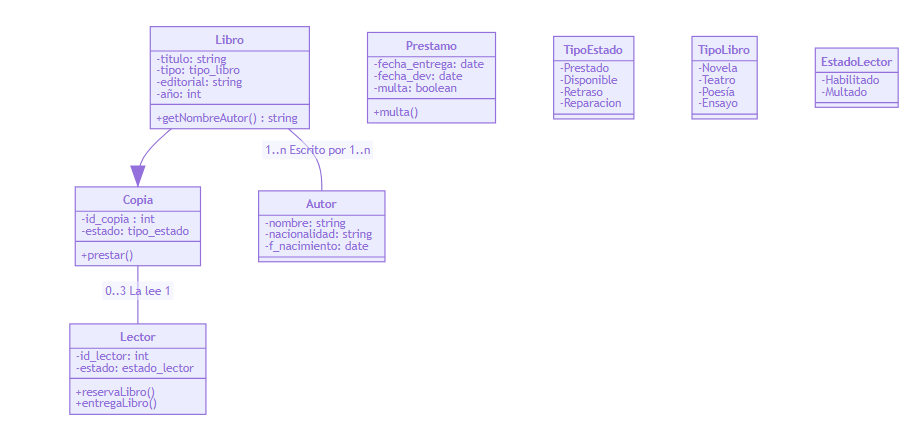 Libro
-titulo: string
-tipo: tipo_libro
-editorial: string
-año: int
+getNombreAutor() : string
Prestamo
-fecha_entrega: date
-fecha_dev: date
-multa: boolean
+multa()
TipoEstado
-Prestado
-Disponible
-Retraso
-Reparacion
TipoLibro
-Novela
-Teatro
-Poesía
-Ensayo
EstadoLector
-Habilitado
-Multado
1..n Escrito por 1..n
Copia
-id_copia : int
-estado: tipo_estado
+prestar()
Autor
-nombre: string
-nacionalidad: string
-f_nacimiento: date
0..3 La lee 1
Lector
-id_lector: int
-estado: estado_lector
+reservaLibro()
+entregaLibro()